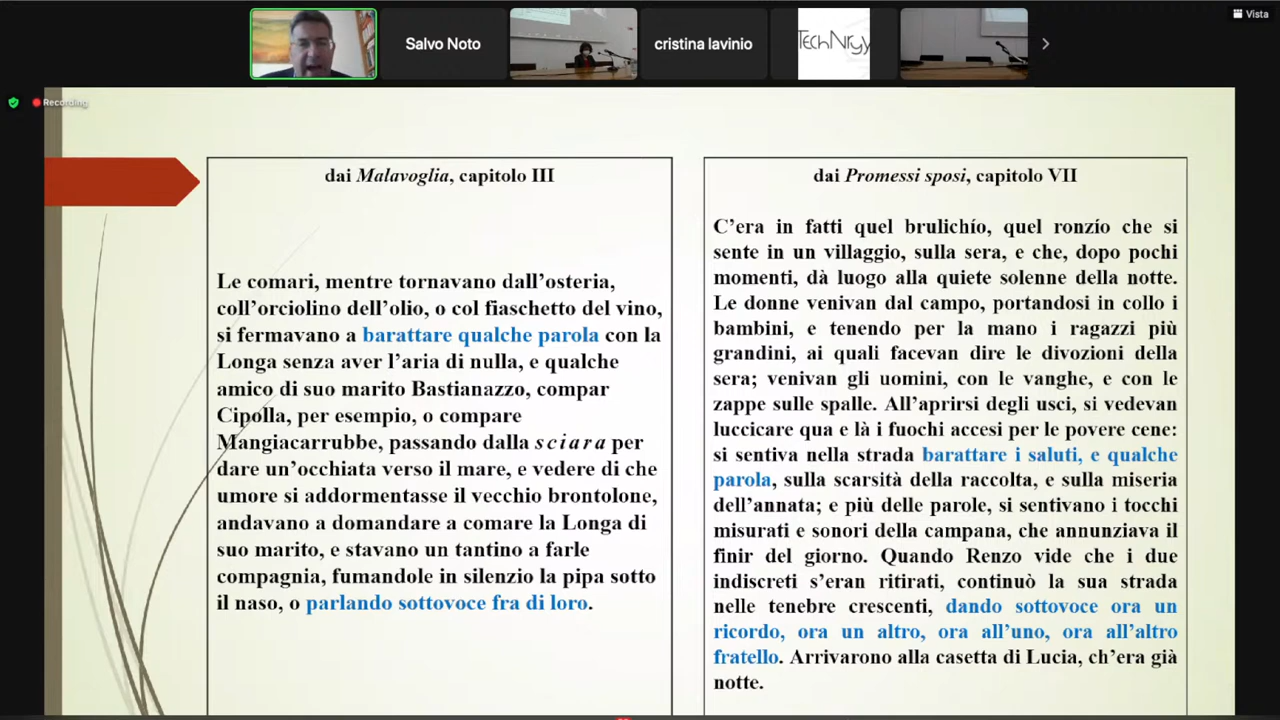 Vista
Salvo Noto
cristina lavinio
TechNrgy
Recording
dai Malavoglia, capitolo III
Le comari, mentre tornavano dall’osteria,
coll’orciolino dell’olio, o col fiaschetto del vino,
si fermavano a barattare qualche parola con la
Longa senza aver l’aria di nulla, e qualche
amico di suo marito Bastianazzo, compar
Cipolla, per esempio, o compare
Mangiacarrubbe, passando dalla sciara per
dare un’occhiata verso il mare, e vedere di che
umore si addormentasse il vecchio brontolone,
andavano a domandare a comare la Longa di
suo marito, e stavano un tantino a farle
compagnia, fumandole in silenzio la pipa sotto
il naso, o parlando sottovoce fra di loro.
dai Promessi sposi, capitolo VII
C’era in fatti quel brulichío, quel ronzío che si
sente in un villaggio, sulla sera, e che, dopo pochi
momenti, dà luogo alla quiete solenne della notte.
Le donne venivan dal campo, portandosi in collo i
bambini, e tenendo per la mano i ragazzi più
grandini, ai quali facevan dire le divozioni della
sera; venivan gli uomini, con le vanghe, e con le
zappe sulle spalle. All’aprirsi degli usci, si vedevan
luccicare qua e là i fuochi accesi per le povere cene:
si sentiva nella strada barattare i saluti, e qualche
parola, sulla scarsità della raccolta, e sulla miseria
dell’annata; e più delle parole, si sentivano i tocchi
misurati e sonori della campana, che annunziava il
finir del giorno. Quando Renzo vide che i due
indiscreti s’eran ritirati, continuò la sua strada
nelle tenebre crescenti, dando sottovoce ora un
ricordo, ora un altro, ora all’uno, ora all’altro
fratello. Arrivarono alla casetta di Lucia, ch’era già
notte.